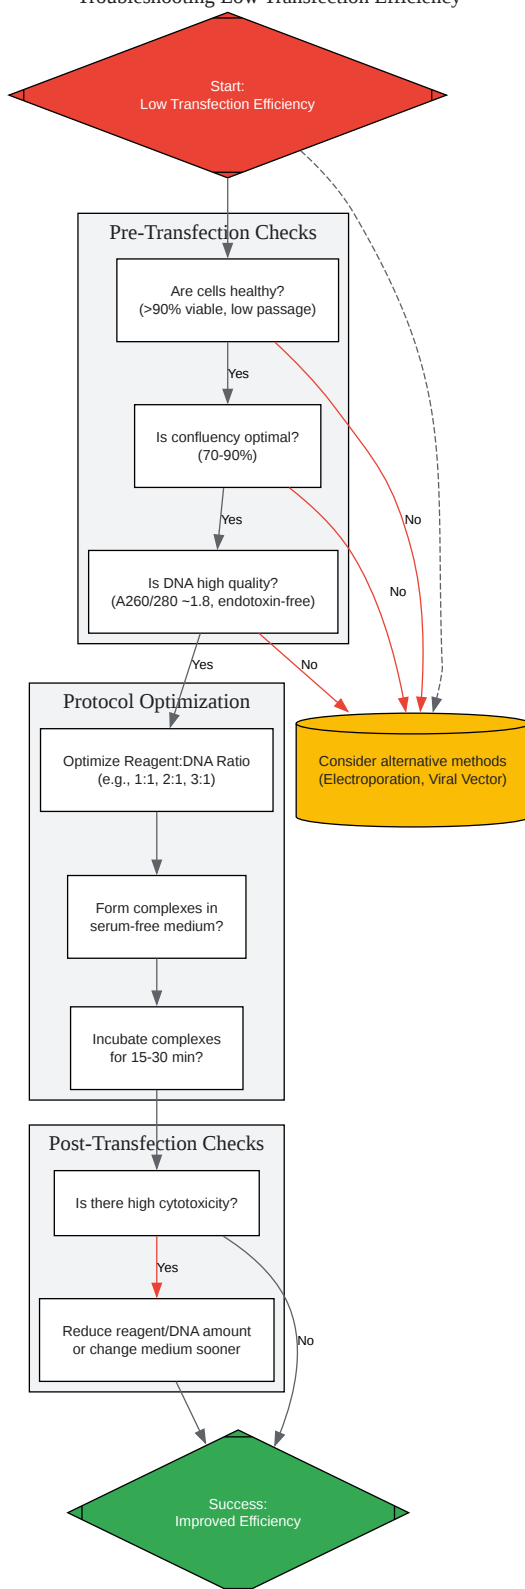 Troubleshooting Low Transfection Efficiency
Start:
Low Transfection Efficiency
Pre-Transfection Checks
Are cells healthy?
(>90% viable, low passage)
Yes
Is confluency optimal?
(70-90%)
No
Yes
Is DNA high quality?
(A260/280 ~1.8, endotoxin-free)
No
Yes
No
Protocol Optimization
Optimize Reagent:DNA Ratio
(e.g., 1:1, 2:1, 3:1)
Consider alternative methods
(Electroporation, Viral Vector)
Form complexes in
serum-free medium?
Incubate complexes
for 15-30 min?
Post-Transfection Checks
Is there high cytotoxicity?
Yes
Reduce reagent/DNA amount
or change medium sooner
No
Success:
Improved Efficiency